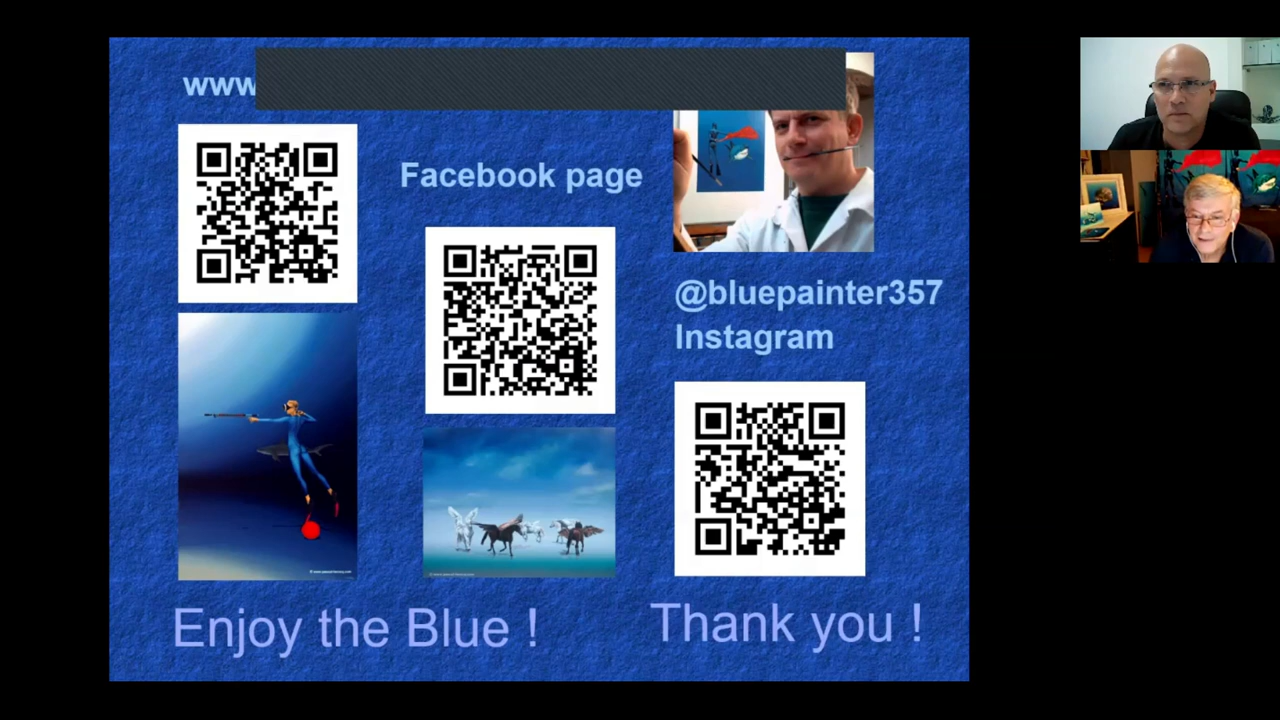 www
Facebook page
@bluepainter357
Instagram
Enjoy the Blue !
Thank you !